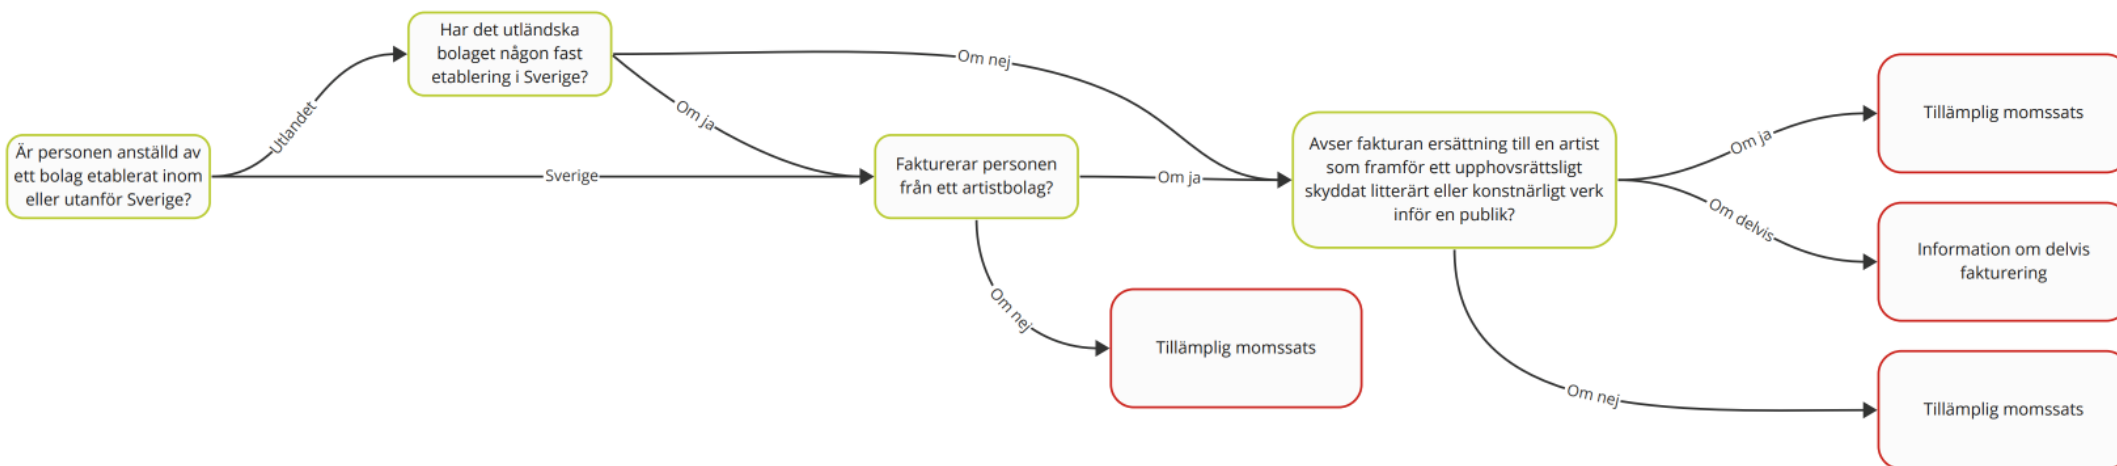 Har det utländska
bolaget någon fast
etablering i Sverige?
Om nej
Utlandet
Om ja
Är personen anställd av
ett bolag etablerat inom
eller utanför Sverige?
Sverige
Fakturerar personen
från ett artistbolag?
Om ja
Om nej
Tillämplig momssats
Avser fakturan ersättning till en artist
som framför ett upphovsrättsligt
skyddat litterärt eller konstnärligt verk
inför en publik?
Om ja
Tillämplig momssats
Om delvis
Information om delvis
fakturering
Om nej
Tillämplig momssats